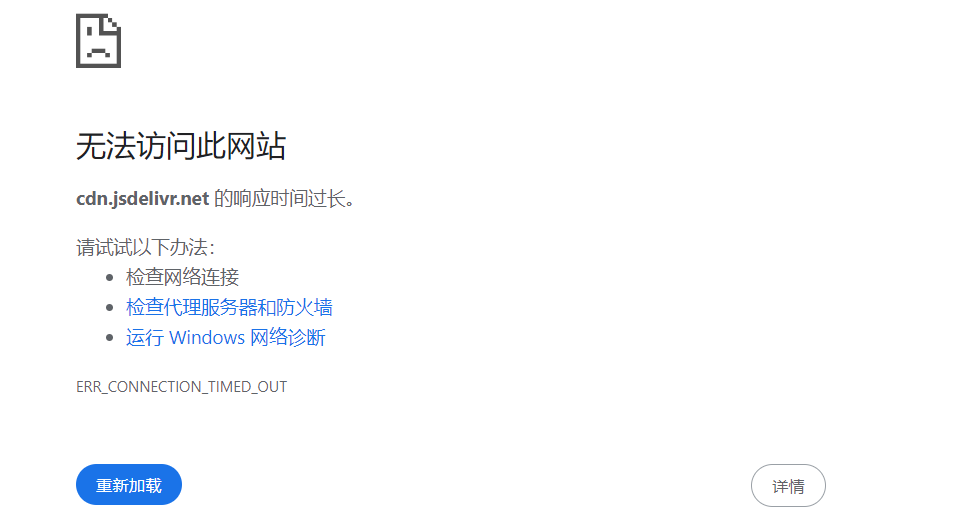 无法访问此网站
cdn.jsdelivr.net 的响应时间过长。
请试试以下办法：
检查网络连接
检查代理服务器和防火墙
运行 Windows 网络诊断
ERR_CONNECTION_TIMED_OUT
重新加载
详情